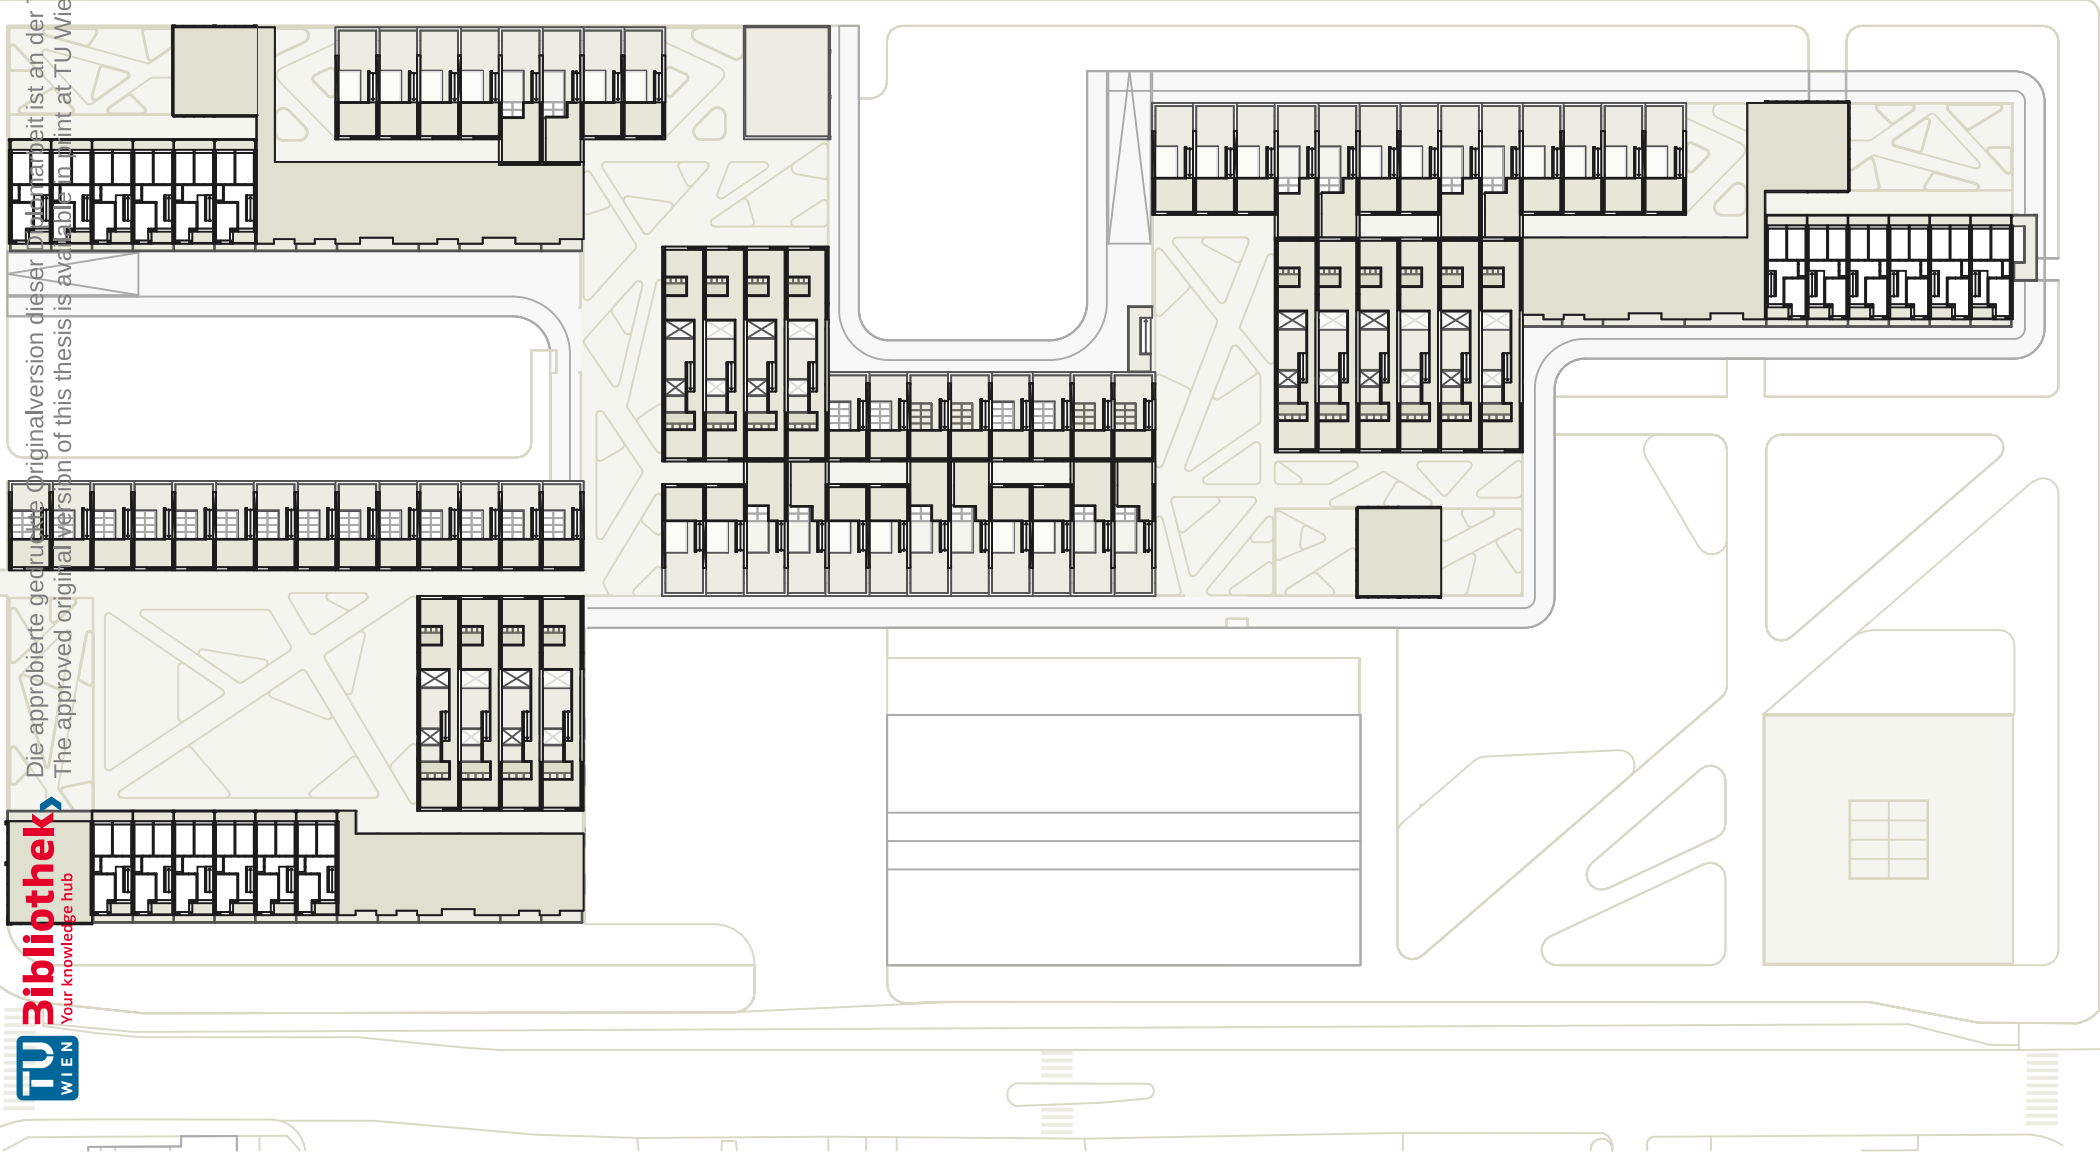 Die approbierte gedruckte Originalversion dieser Diplomarbeit ist an der
The approved original version of this thesis is available in print at TU Wie
Bibliothek
Your knowledge hub
TU
WIEN